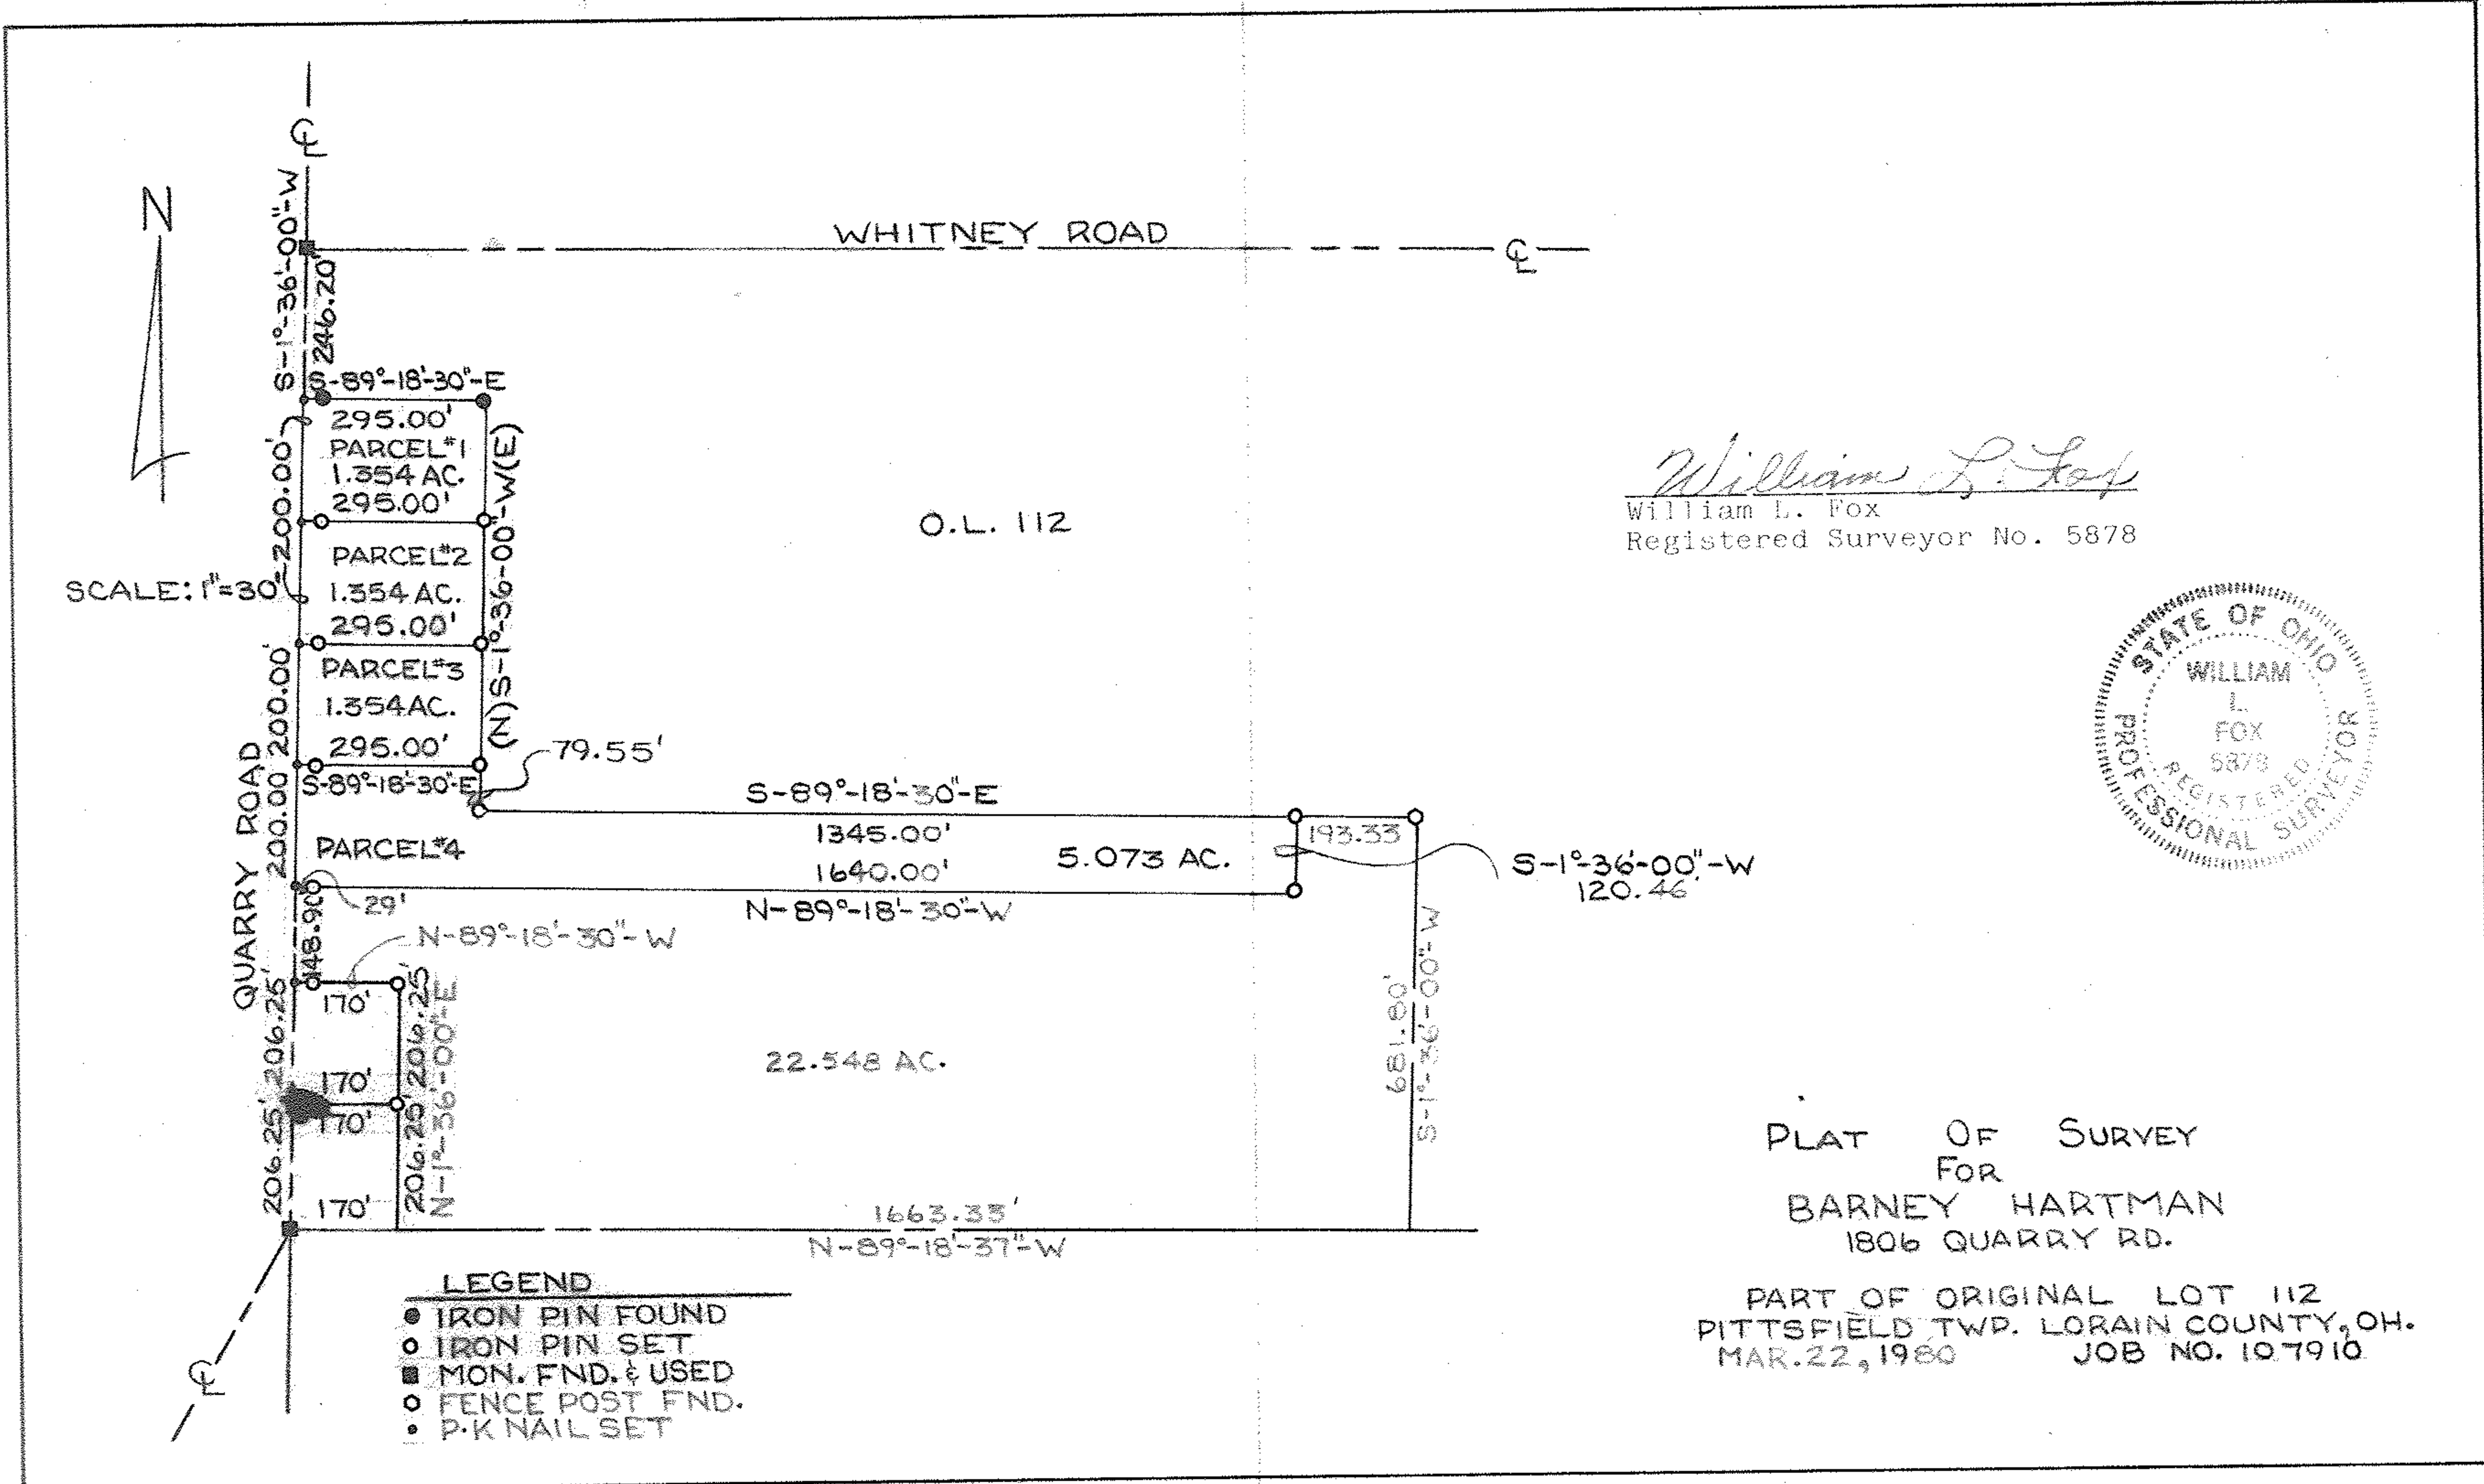 N
S-1°-36'-00"-W
246.20'
WHITNEY ROAD
S-89°-18'-30"-E
295.00'
PARCEL#1
1.354 AC.
295.00'
200.00'
PARCEL#2
1.354 AC.
295.00'
200.00'
SCALE: 1"=30'
(N)S-1°-36'-00"-W(E)
O.L. 112
PARCEL#3
1.354AC.
295.00'
S-89°-18'-30"-E
200.00
79.55'
QUARRY ROAD
S-89°-18'-30"-E
1345.00'
193.33
PARCEL#4
1640.00'
5.073 AC.
N-89°-18'-30"-W
S-1°-36'-00"-W
120.46
29'
148.90
N-89°-18'-30"-W
170'
206.25'
206.25'
170'
170'
206.25'
206.25'
N-1°-36'-00"-E
170'
22.548 AC.
681.80'
S-1°-36'-00"-W
1663.33'
N-89°-18'-37"-W
LEGEND
IRON PIN FOUND
IRON PIN SET
MON. FND. & USED
FENCE POST FND.
P.K NAIL SET
William L. Fox
William L. Fox
Registered Surveyor No. 5878
STATE OF OHIO
WILLIAM
L.
FOX
5878
REGISTERED
PROFESSIONAL SURVEYOR
PLAT OF SURVEY
FOR
BARNEY HARTMAN
1806 QUARRY RD.
PART OF ORIGINAL LOT 112
PITTSFIELD TWP. LORAIN COUNTY, OH.
MAR. 22, 1980 JOB NO. 107910